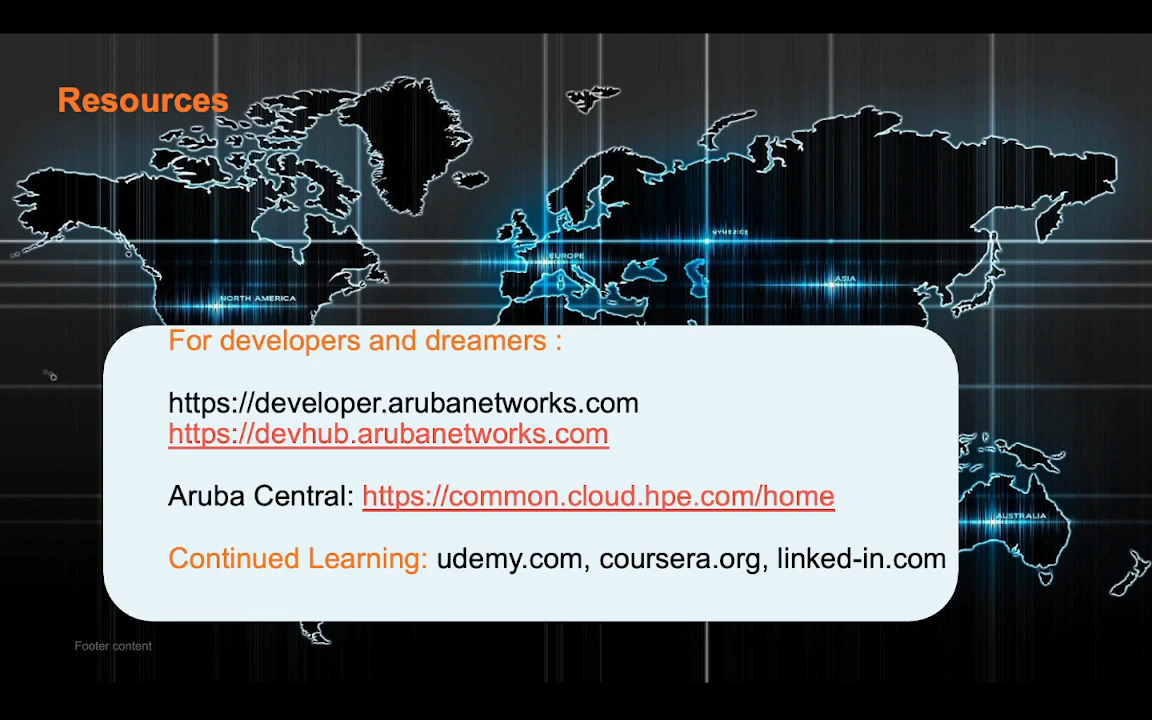 Resources
NYMEZICE
EUROPE
ASIA
NORTH AMERICA
For developers and dreamers :
https://developer.arubanetworks.com
https://devhub.arubanetworks.com
Aruba Central: https://common.cloud.hpe.com/home
AUSTRALIA
Continued Learning: udemy.com, coursera.org, linked-in.com
Footer content